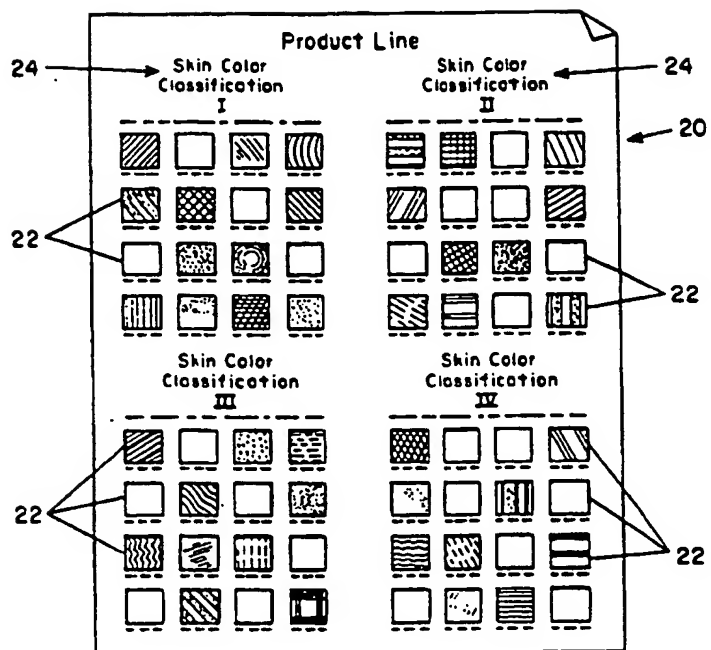 Product Line
24
Skin Color
Classification
I
Skin Color
Classification
II
24
20
22
22
Skin Color
Classification
III
Skin Color
Classification
IV
22
22